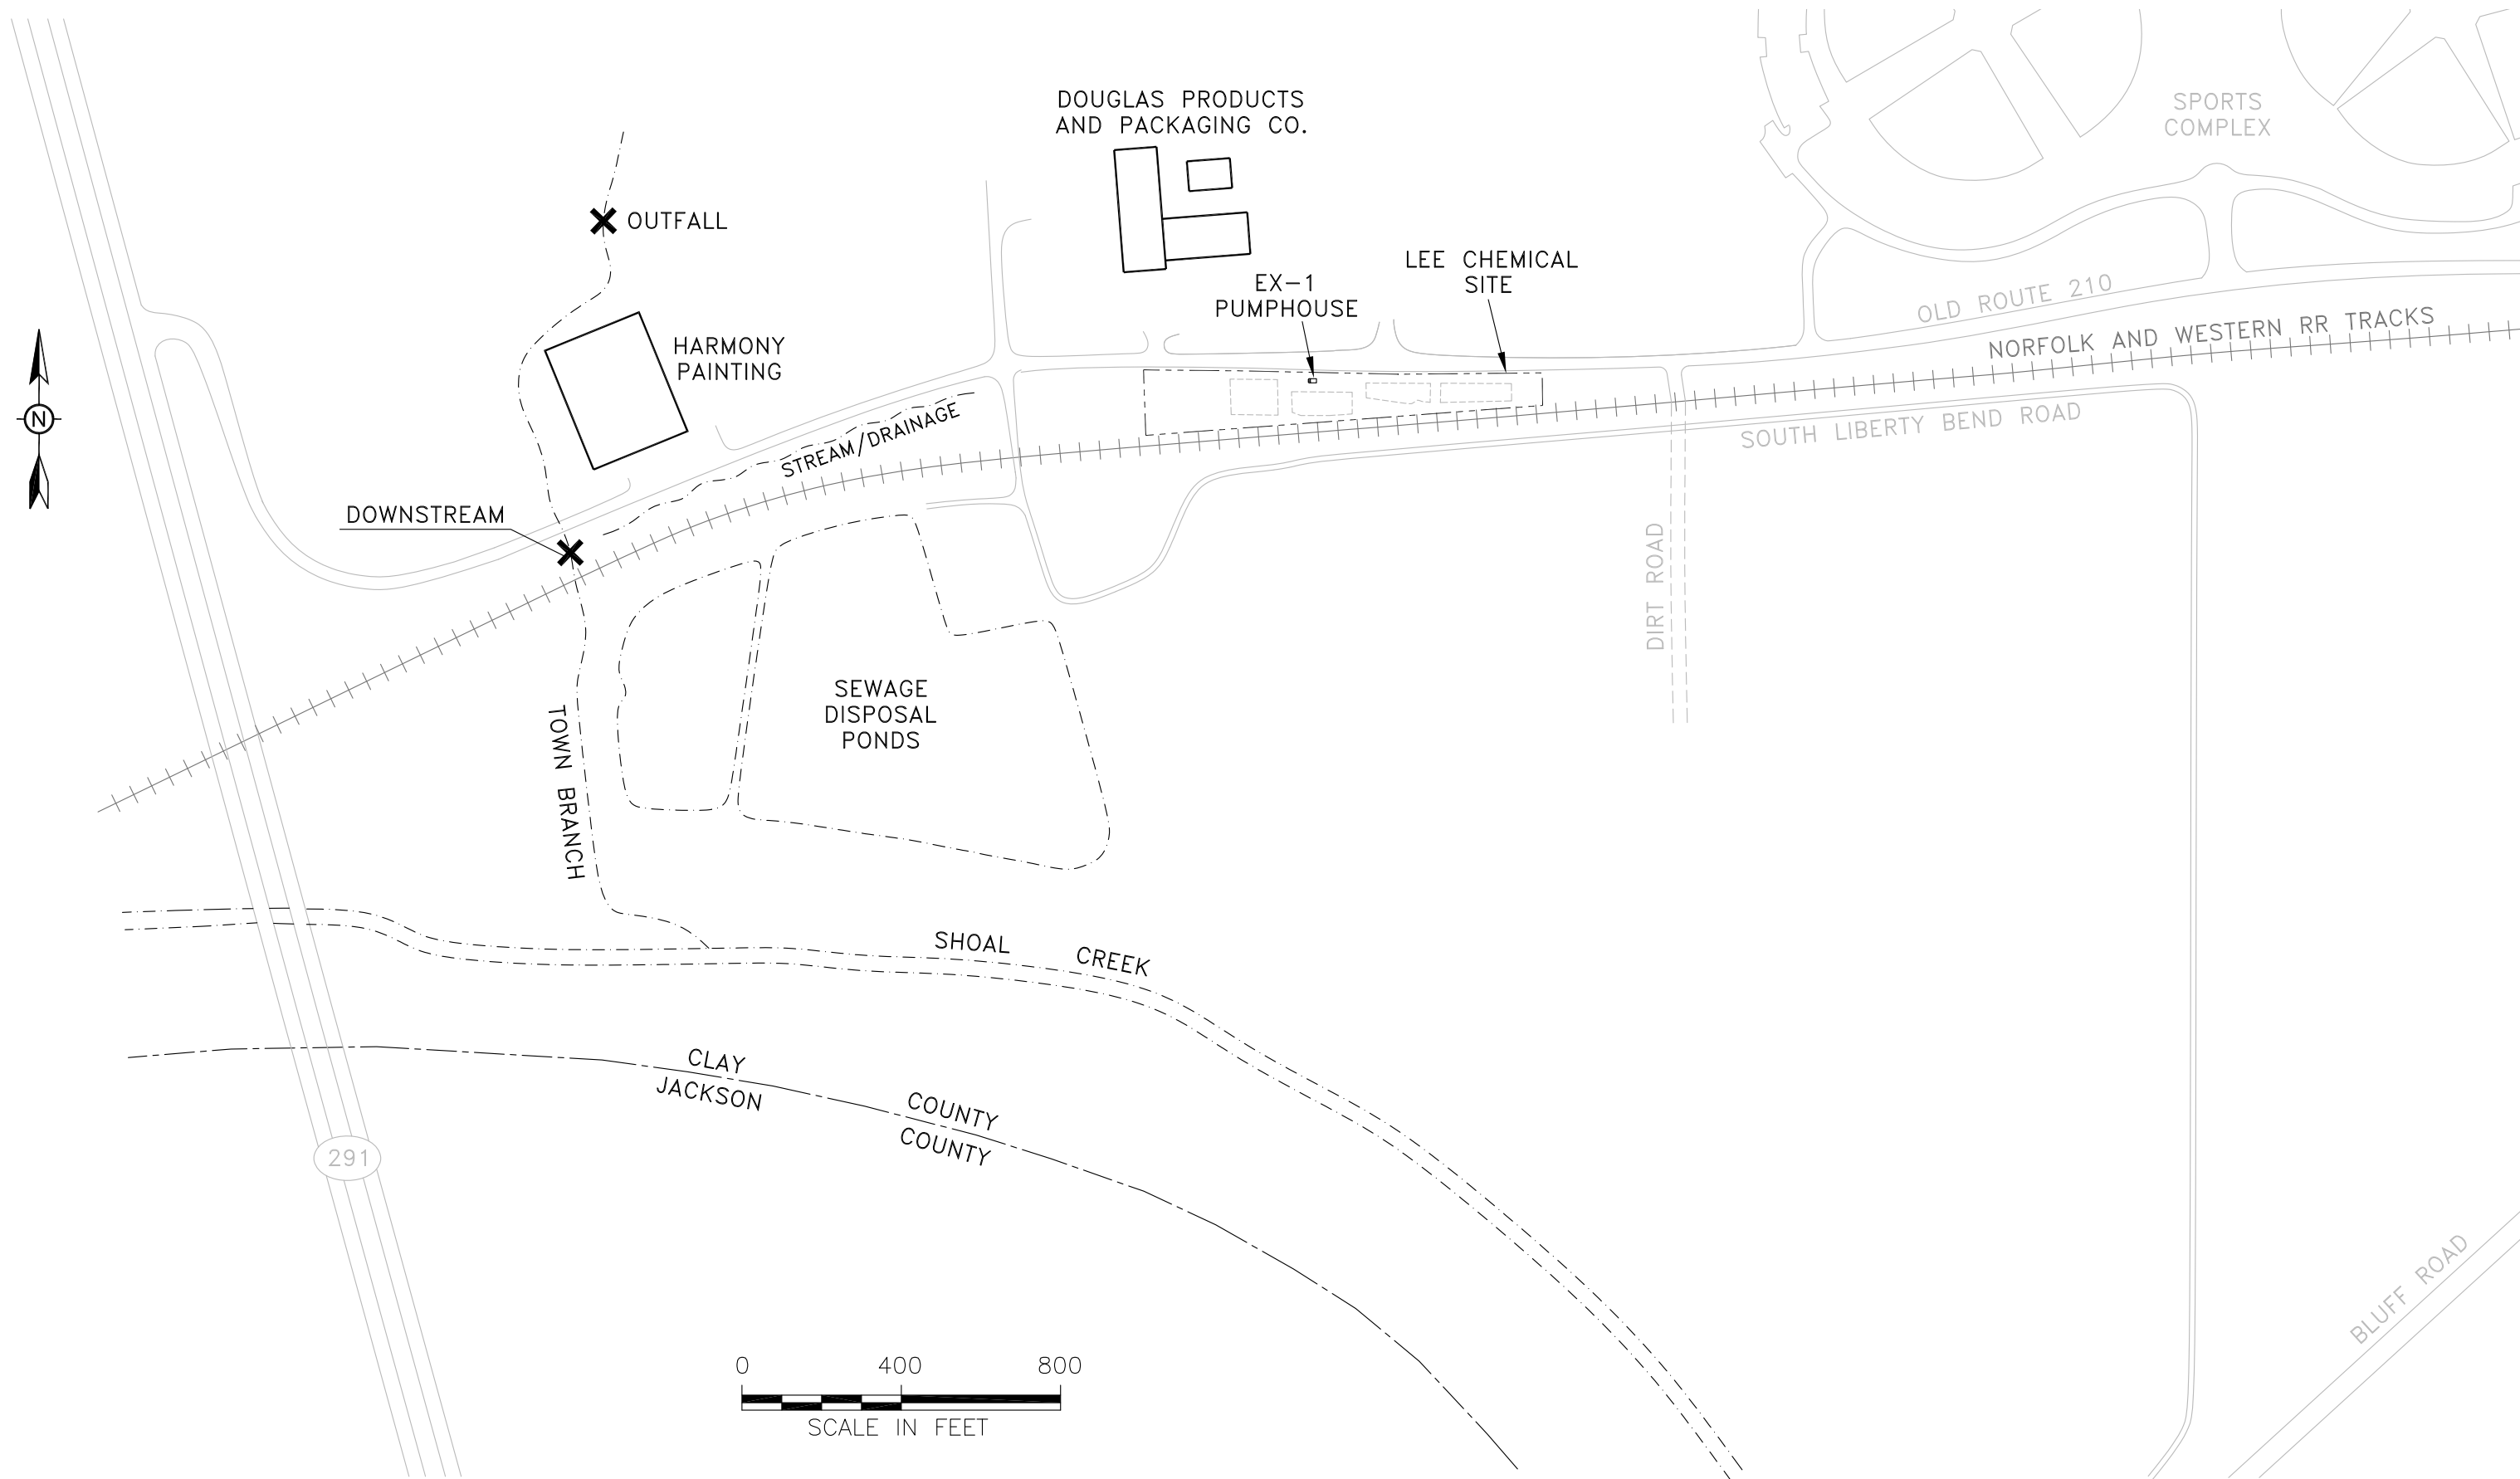 DOUGLAS PRODUCTS
AND PACKAGING CO.
SPORTS
COMPLEX
OUTFALL
LEE CHEMICAL
SITE
EX-1
PUMPHOUSE
OLD ROUTE 210
NORFOLK AND WESTERN RR TRACKS
HARMONY
PAINTING
STREAM/DRAINAGE
SOUTH LIBERTY BEND ROAD
N
DOWNSTREAM
DIRT ROAD
SEWAGE
DISPOSAL
PONDS
TOWN BRANCH
SHOAL CREEK
CLAY COUNTY
JACKSON COUNTY
291
BLUFF ROAD
0 400 800
SCALE IN FEET